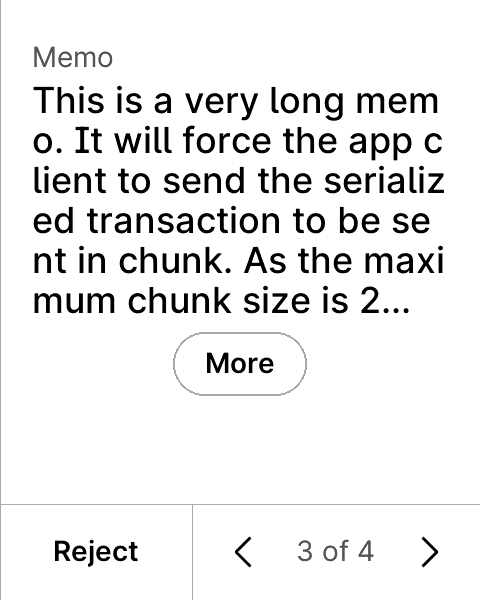 Memo
This is a very long mem
o. It will force the app c
lient to send the serializ
ed transaction to be se
nt in chunk. As the maxi
mum chunk size is 2...
More
Reject
3 of 4